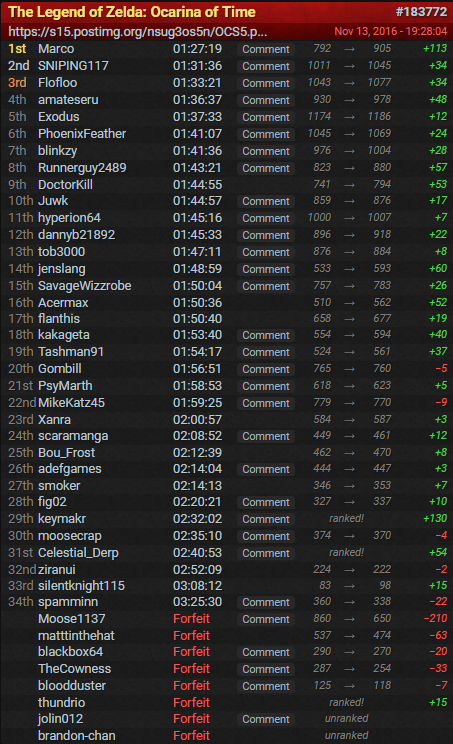 The Legend of Zelda: Ocarina of Time #183772
https://s15.postimg.org/nsug3os5n/OCS5.p... Nov 13, 2016 - 19:28:04
1st Marco 01:27:19 Comment 792 → 905 +113
2nd SNIPING117 01:31:36 Comment 1011 → 1045 +34
3rd Flofloo 01:33:21 Comment 1043 → 1077 +34
4th amateseru 01:36:37 Comment 930 → 978 +48
5th Exodus 01:37:33 Comment 1174 → 1186 +12
6th PhoenixFeather 01:41:07 Comment 1045 → 1069 +24
7th blinkzy 01:41:36 Comment 976 → 1004 +28
8th Runnerguy2489 01:43:21 Comment 823 → 880 +57
9th DoctorKill 01:44:55 741 → 794 +53
10th Juwk 01:44:57 Comment 859 → 876 +17
11th hyperion64 01:45:16 Comment 1000 → 1007 +7
12th dannyb21892 01:45:33 Comment 896 → 918 +22
13th tob3000 01:47:11 Comment 876 → 884 +8
14th jenslang 01:48:59 Comment 533 → 593 +60
15th SavageWizzrobe 01:50:04 Comment 757 → 783 +26
16th Acermax 01:50:36 510 → 562 +52
17th flanthis 01:50:40 658 → 677 +19
18th kakageta 01:53:40 Comment 554 → 594 +40
19th Tashman91 01:54:17 Comment 524 → 561 +37
20th Gombill 01:56:51 Comment 765 → 760 −5
21st PsyMarth 01:58:53 Comment 618 → 623 +5
22nd MikeKatz45 01:59:25 Comment 779 → 770 −9
23rd Xanra 02:00:57 584 → 587 +3
24th scaramanga 02:08:52 Comment 449 → 461 +12
25th Bou_Frost 02:12:39 462 → 470 +8
26th adefgames 02:14:04 Comment 444 → 447 +3
27th smoker 02:14:13 346 → 353 +7
28th fig02 02:20:21 Comment 327 → 337 +10
29th keymakr 02:32:02 Comment ranked! +130
30th moosecrap 02:35:10 Comment 374 → 370 −4
31st Celestial_Derp 02:40:53 Comment ranked! +54
32nd ziranui 02:52:09 224 → 222 −2
33rd silentknight115 03:08:12 83 → 98 +15
34th spamminn 03:25:30 Comment 360 → 338 −22
Moose1137 Forfeit Comment 860 → 650 −210
matttinthehat Forfeit 537 → 474 −63
blackbox64 Forfeit Comment 290 → 270 −20
TheCowness Forfeit Comment 287 → 254 −33
bloodduster Forfeit Comment 125 → 118 −7
thundrio Forfeit ranked! +15
jolin012 Forfeit Comment unranked
brandon-chan Forfeit unranked